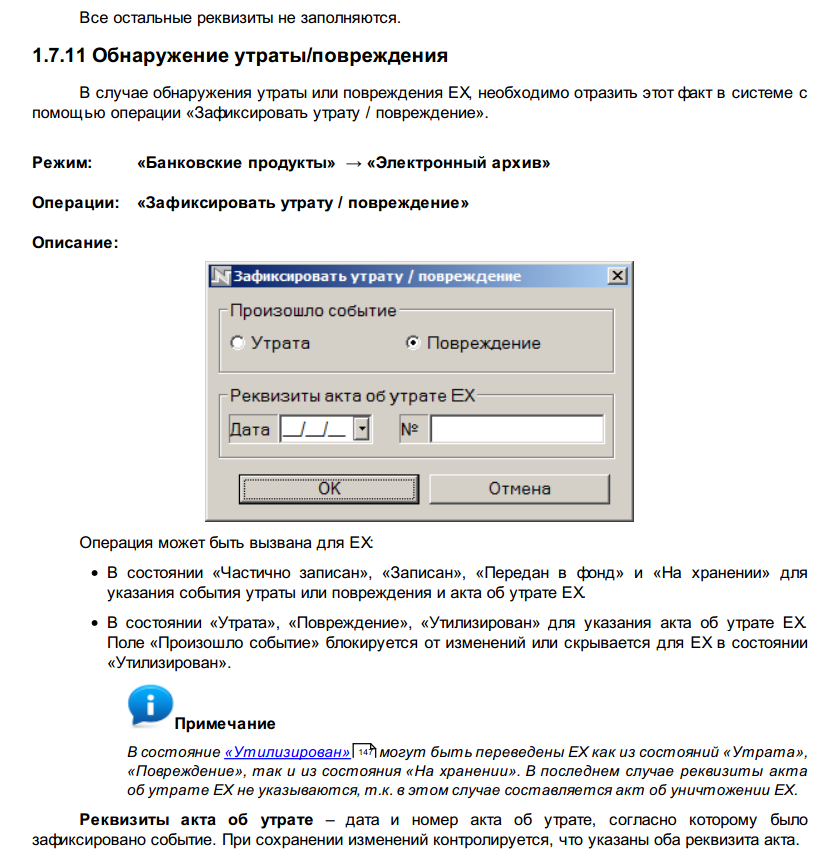 Все остальные реквизиты не заполняются.
1.7.11 Обнаружение утраты/повреждения
В случае обнаружения утраты или повреждения ЕХ, необходимо отразить этот факт в системе с
помощью операции «Зафиксировать утрату / повреждение».
Режим: «Банковские продукты» → «Электронный архив»
Операции: «Зафиксировать утрату / повреждение»
Описание:
Зафиксировать утрату / повреждение
Произошло событие
Утрата Повреждение
Реквизиты акта об утрате ЕХ
Дата __/__/__ №
OK Отмена
Операция может быть вызвана для ЕХ:
• В состоянии «Частично записан», «Записан», «Передан в фонд» и «На хранении» для
указания события утраты или повреждения и акта об утрате ЕХ.
• В состоянии «Утрата», «Повреждение», «Утилизирован» для указания акта об утрате ЕХ.
Поле «Произошло событие» блокируется от изменений или скрывается для ЕХ в состоянии
«Утилизирован».
Примечание
В состояние «Утилизирован» 147 могут быть переведены ЕХ как из состояний «Утрата»,
«Повреждение», так и из состояния «На хранении». В последнем случае реквизиты акта
об утрате ЕХ не указываются, т.к. в этом случае составляется акт об уничтожении ЕХ.
Реквизиты акта об утрате – дата и номер акта об утрате, согласно которому было
зафиксировано событие. При сохранении изменений контролируется, что указаны оба реквизита акта.